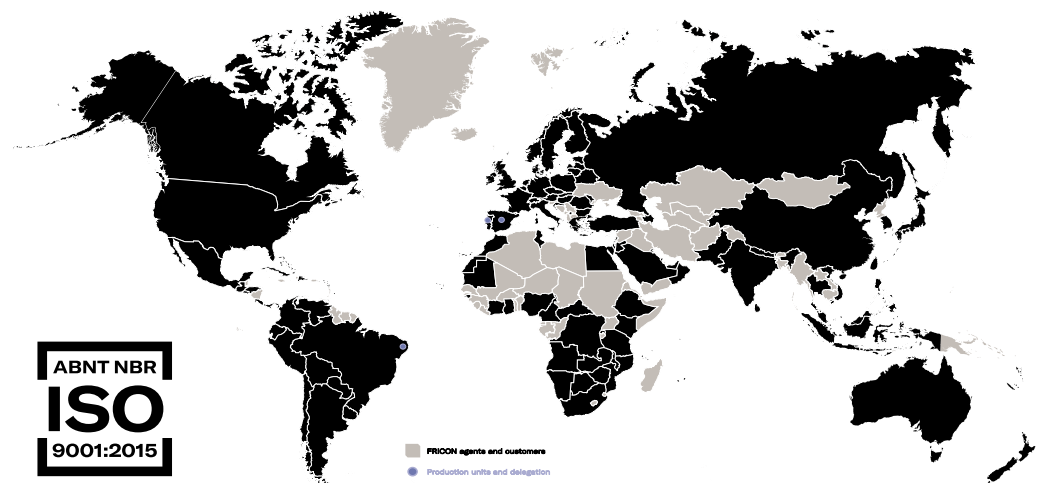 ABNT NBR
ISO
9001:2015
FRICON agents and customers
Production units and delegation